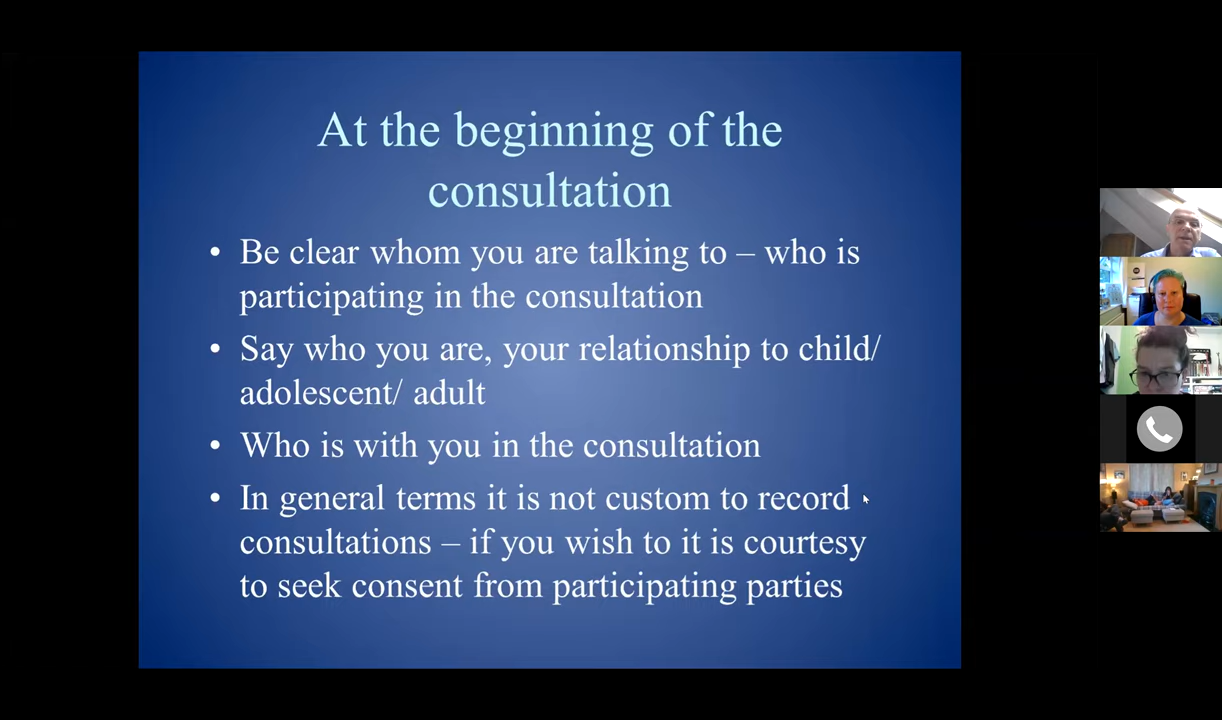 At the beginning of the
consultation
• Be clear whom you are talking to – who is
participating in the consultation
• Say who you are, your relationship to child/
adolescent/ adult
• Who is with you in the consultation
• In general terms it is not custom to record
consultations – if you wish to it is courtesy
to seek consent from participating parties